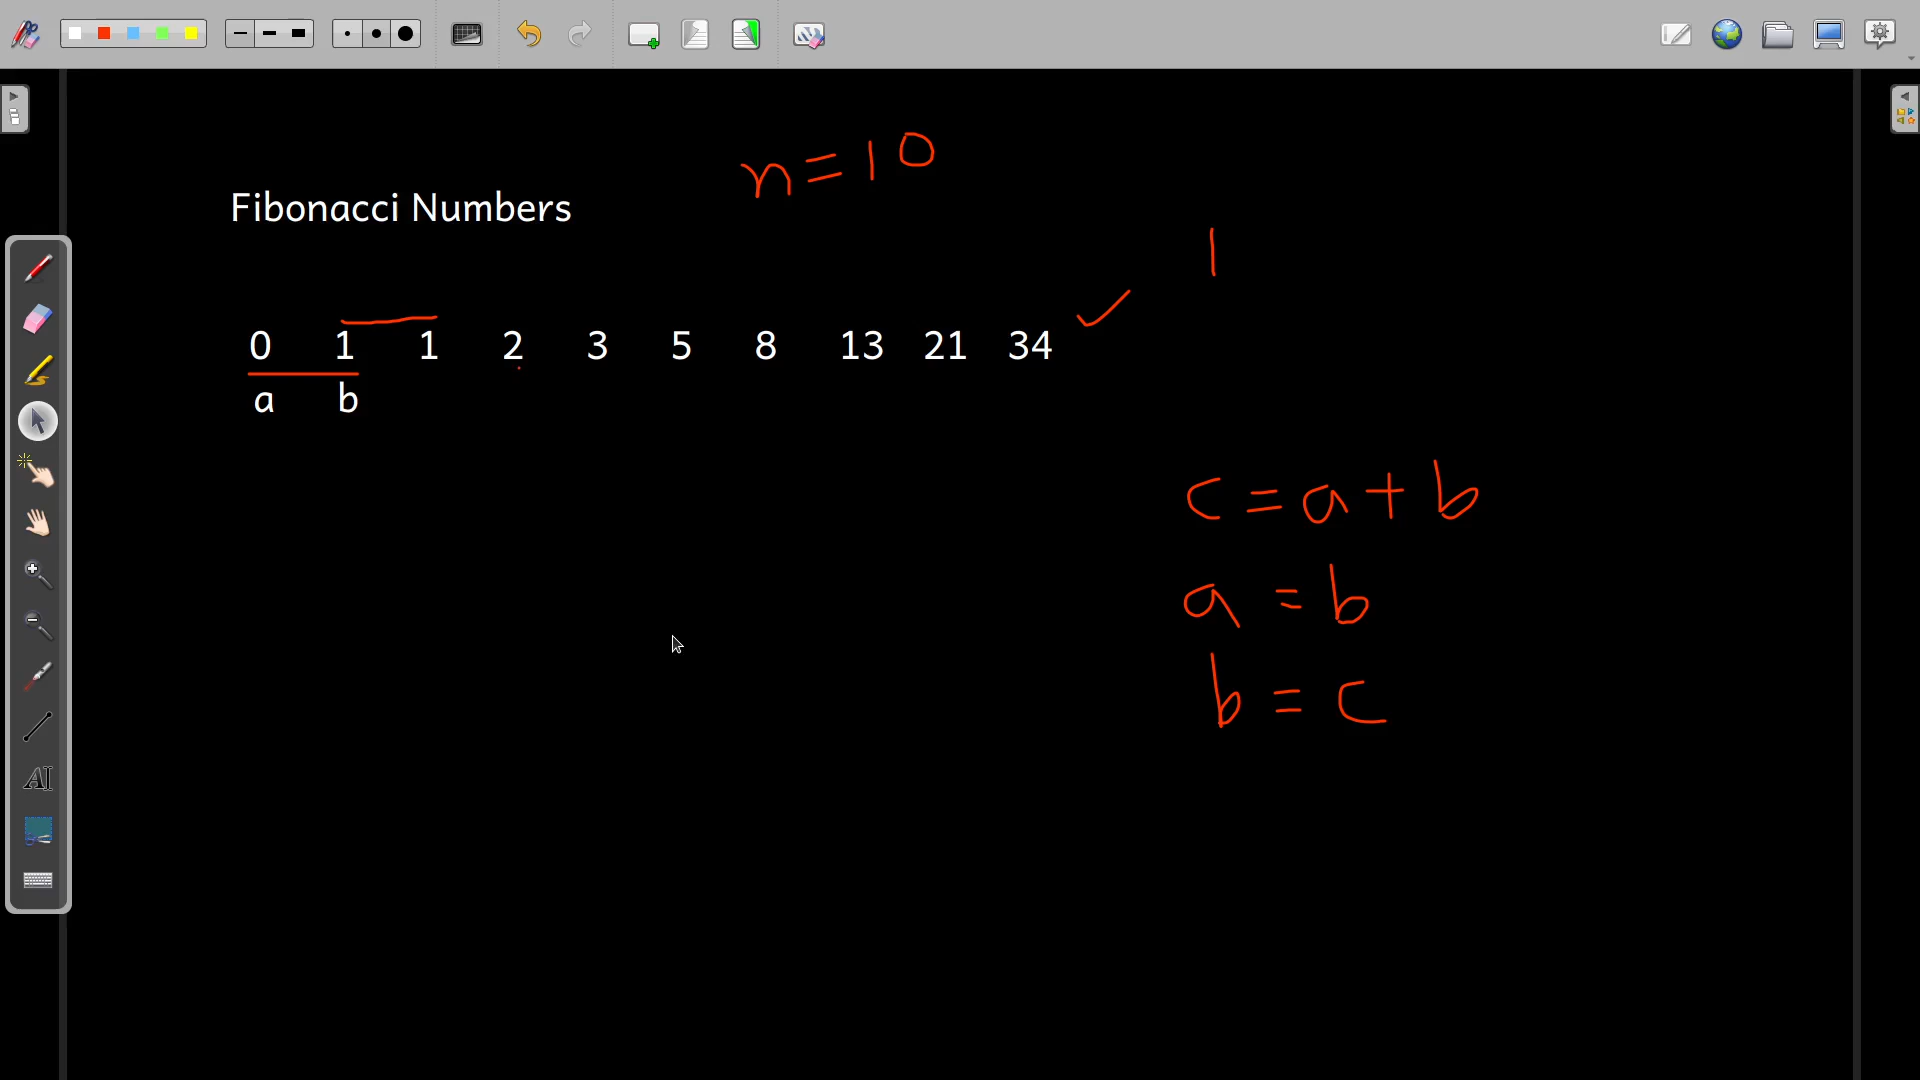 n=10
Fibonacci Numbers
1
0 1 1 2 3 5 8 13 21 34 ✓
a b
c = a + b
a = b
b = c